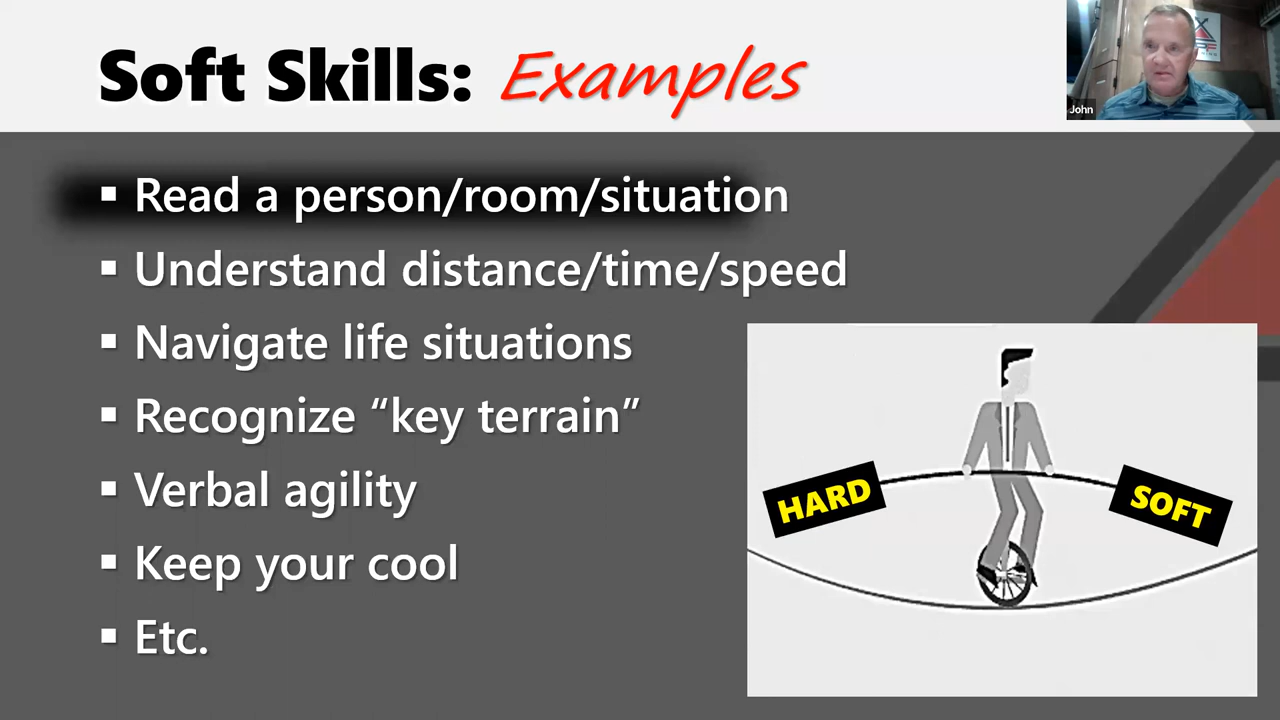 Soft Skills: Examples
John
▪ Read a person/room/situation
▪ Understand distance/time/speed
▪ Navigate life situations
▪ Recognize “key terrain”
▪ Verbal agility
▪ Keep your cool
▪ Etc.
HARD
SOFT